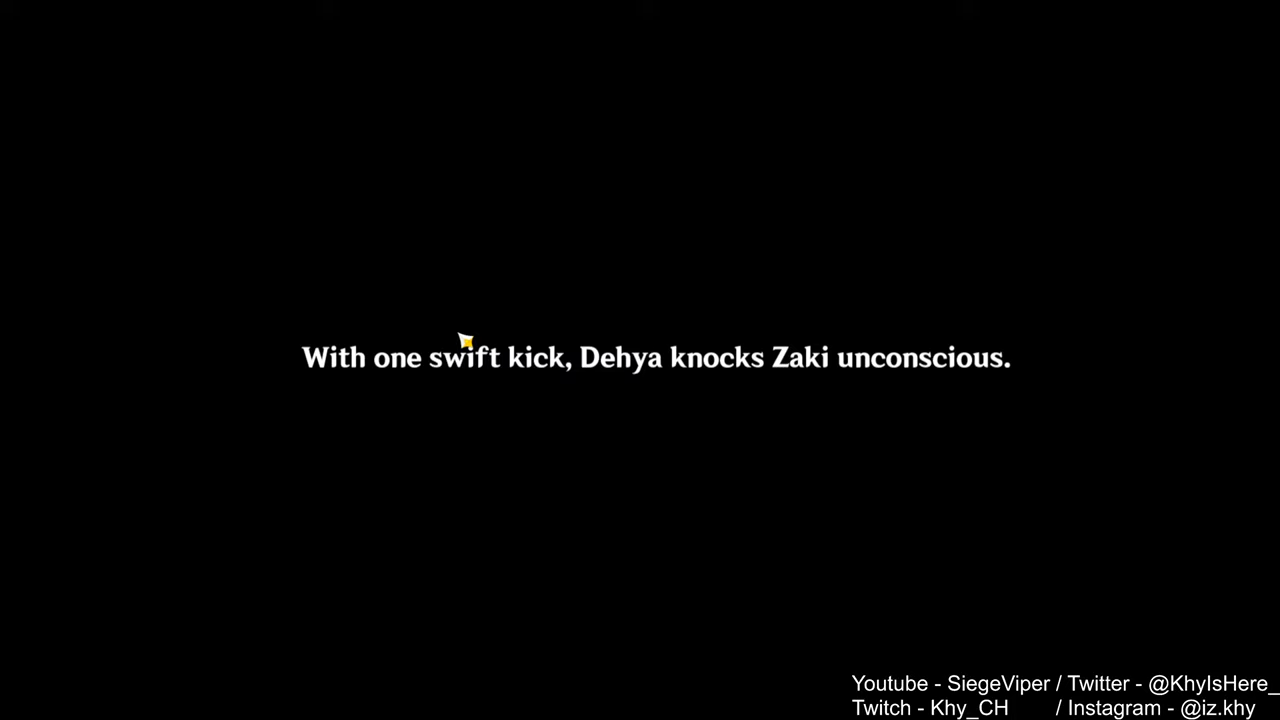 With one swift kick, Dehya knocks Zaki unconscious.
Youtube - SiegeViper / Twitter - @KhyIsHere_
Twitch - Khy_CH / Instagram - @iz.khy